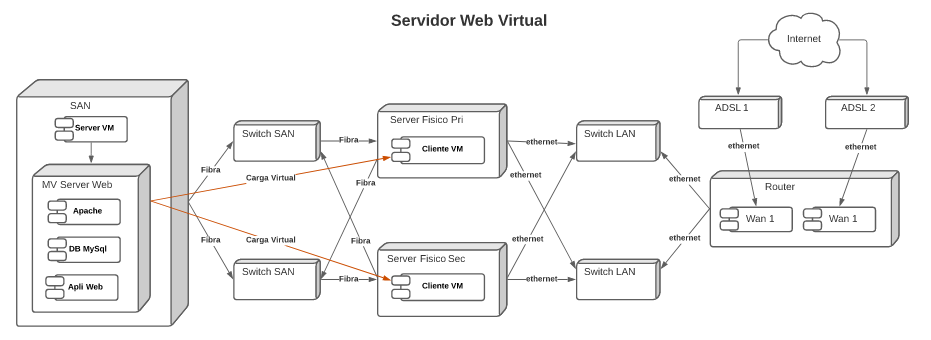 Servidor Web Virtual
Internet
SAN
Server VM
MV Server Web
Apache
DB MySql
Apli Web
Fibra
Fibra
Switch SAN
Switch SAN
Carga Virtual
Carga Virtual
Fibra
Fibra
Fibra
Fibra
Server Fisico Pri
Cliente VM
Server Fisico Sec
Cliente VM
ethernet
ethernet
ethernet
ethernet
Switch LAN
Switch LAN
ethernet
ethernet
ADSL 1
ADSL 2
ethernet
ethernet
Router
Wan 1
Wan 1